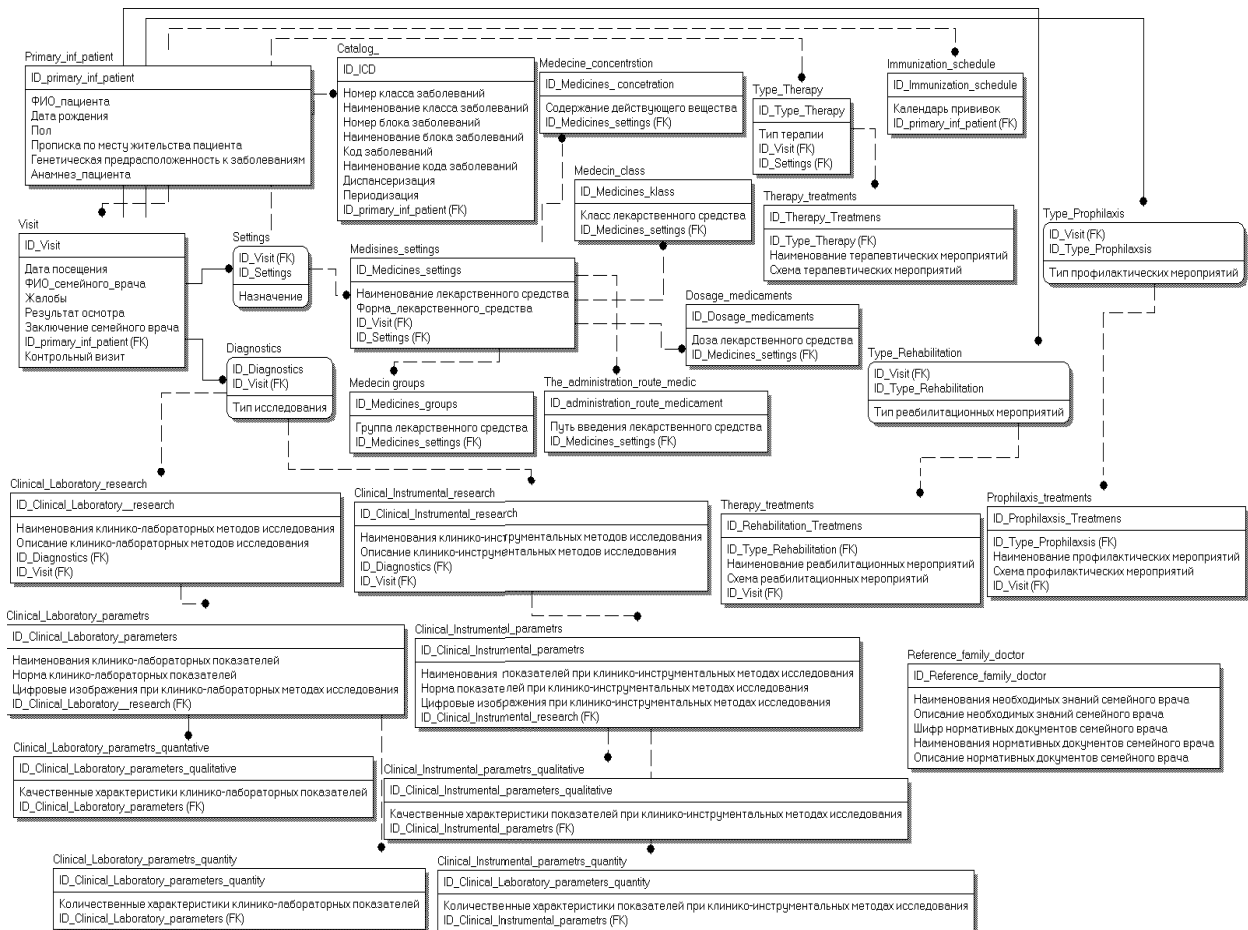 Primary_inf_patient
ID_primary_inf_patient
ФИО_пациента
Дата рождения
Пол
Прописка по месту жительства пациента
Генетическая предрасположенность к заболеваниям
Анамнез_пациента
Catalog_
ID_ICD
Номер класса заболеваний
Наименование класса заболеваний
Номер блока заболеваний
Наименование блока заболеваний
Код заболеваний
Наименование кода заболеваний
Диспансеризация
Периодизация
ID_primary_inf_patient (FK)
Medecine_concentrstion
ID_Medicines_ concetration
Содержание действующего вещества
ID_Medicines_settings (FK)
Type_Therapy
ID_Type_Therapy
Тип терапии
ID_Visit (FK)
ID_Settings (FK)
Immunization_schedule
ID_Immunization_schedule
Календарь прививок
ID_primary_inf_patient (FK)
Medecin_class
ID_Medicines_klass
Класс лекарственного средства
ID_Medicines_settings (FK)
Therapy_treatments
ID_Therapy_Treatmens
ID_Type_Therapy (FK)
Наименование терапевтических мероприятий
Схема терапевтических мероприятий
Type_Prophilaxis
ID_Visit (FK)
ID_Type_Prophilaxsis
Тип профилактических мероприятий
Visit
ID_Visit
Дата посещения
ФИО_семейного_врача
Жалобы
Результат осмотра
Заключение семейного врача
ID_primary_inf_patient (FK)
Контрольный визит
Settings
ID_Visit (FK)
ID_Settings
Назначение
Medisines_settings
ID_Medicines_settings
Наименование лекарственного средства
Форма_лекарственного_средства
ID_Visit (FK)
ID_Settings (FK)
Dosage_medicaments
ID_Dosage_medicaments
Доза лекарственного средства
ID_Medicines_settings (FK)
Diagnostics
ID_Diagnostics
ID_Visit (FK)
Тип исследования
Medecin groups
ID_Medicines_groups
Группа лекарственного средства
ID_Medicines_settings (FK)
The_administration_route_medic
ID_administration_route_medicament
Путь введения лекарственного средства
ID_Medicines_settings (FK)
Type_Rehabilitation
ID_Visit (FK)
ID_Type_Rehabilitation
Тип реабилитационных мероприятий
Clinical_Laboratory_research
ID_Clinical_Laboratory__research
Наименования клинико-лабораторных методов исследования
Описание клинико-лабораторных методов исследования
ID_Diagnostics (FK)
ID_Visit (FK)
Clinical_Instrumental_research
ID_Clinical_Instrumental_research
Наименования клинико-инструментальных методов исследования
Описание клинико-инструментальных методов исследования
ID_Diagnostics (FK)
ID_Visit (FK)
Therapy_treatments
ID_Rehabilitation_Treatmens
ID_Type_Rehabilitation (FK)
Наименование реабилитационных мероприятий
Схема реабилитационных мероприятий
ID_Visit (FK)
Prophilaxis_treatments
ID_Prophilaxsis_Treatmens
ID_Type_Prophilaxsis (FK)
Наименование профилактических мероприятий
Схема профилактических мероприятий
ID_Visit (FK)
Clinical_Laboratory_parametrs
ID_Clinical_Laboratory_parameters
Наименования клинико-лабораторных показателей
Норма клинико-лабораторных показателей
Цифровые изображения при клинико-лабораторных методах исследования
ID_Clinical_Laboratory__research (FK)
Clinical_Instrumental_parametrs
ID_Clinical_Instrumental_parametrs
Наименования показателей при клинико-инструментальных методах исследования
Норма показателей при клинико-инструментальных методах исследования
Цифровые изображения при клинико-инструментальных методах исследования
ID_Clinical_Instrumental_research (FK)
Reference_family_doctor
ID_Reference_family_doctor
Наименования необходимых знаний семейного врача
Описание необходимых знаний семейного врача
Шифр нормативных документов семейного врача
Наименования нормативных документов семейного врача
Описание нормативных документов семейного врача
Clinical_Laboratory_parametrs_quantative
ID_Clinical_Laboratory_parameters_qualitative
Качественные характеристики клинико-лабораторных показателей
ID_Clinical_Laboratory_parameters (FK)
Clinical_Instrumental_parametrs_qualitative
ID_Clinical_Instrumental_parameters_qualitative
Качественные характеристики показателей при клинико-инструментальных методах исследования
ID_Clinical_Instrumental_parametrs (FK)
Clinical_Laboratory_parametrs_quantity
ID_Clinical_Laboratory_parameters_quantity
Количественные характеристики клинико-лабораторных показателей
ID_Clinical_Laboratory_parameters (FK)
Clinical_Instrumental_parametrs_quantity
ID_Clinical_Laboratory_parameters_quantity
Количественные характеристики показателей при клинико-инструментальных методах исследования
ID_Clinical_Instrumental_parametrs (FK)